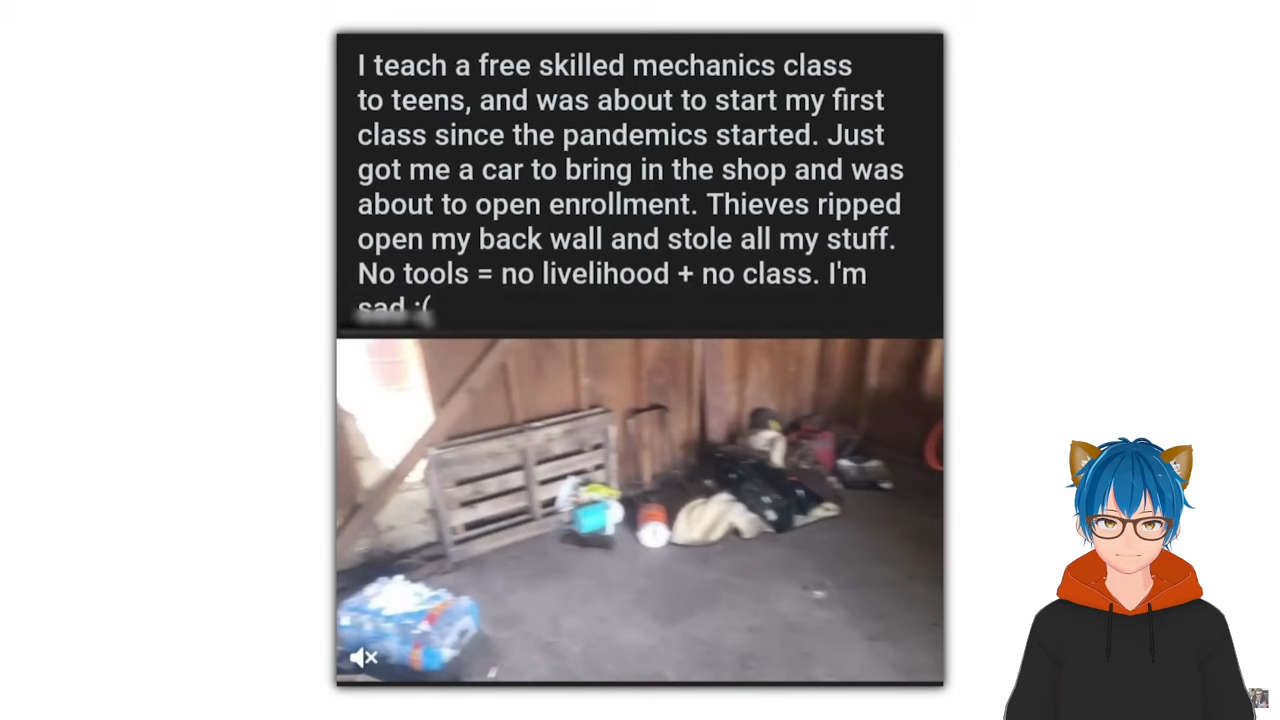 I teach a free skilled mechanics class
to teens, and was about to start my first
class since the pandemics started. Just
got me a car to bring in the shop and was
about to open enrollment. Thieves ripped
open my back wall and stole all my stuff.
No tools = no livelihood + no class. I'm
sad :(